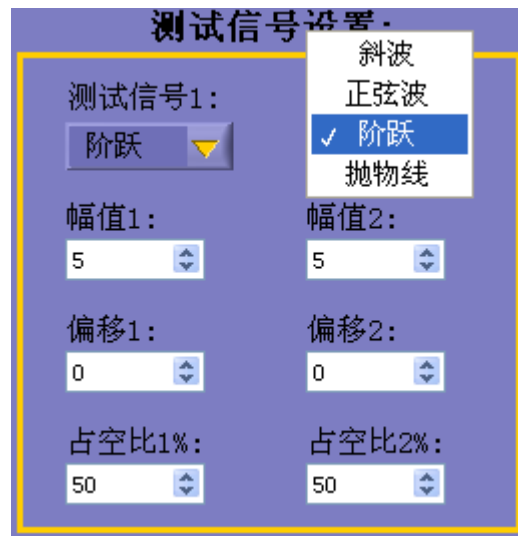 测试信号设置:
斜波
正弦波
✓ 阶跃
抛物线
测试信号1:
阶跃
幅值1: 幅值2:
5 5
偏移1: 偏移2:
0 0
占空比1%: 占空比2%:
50 50